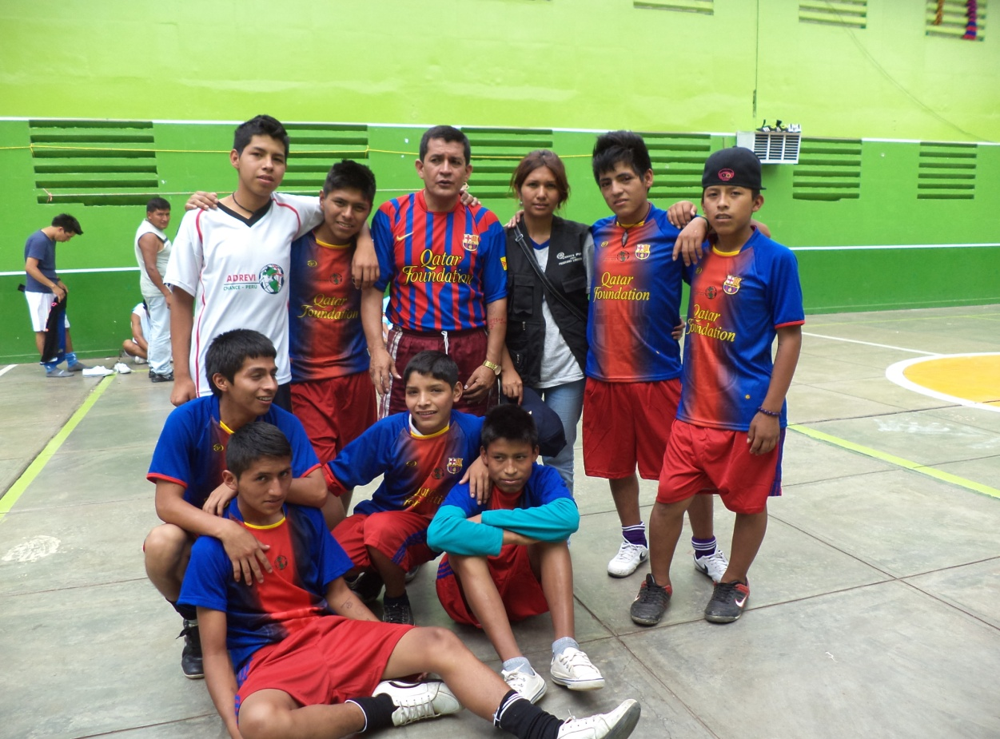 ADREVI
CHANCE - PERU
Qatar
Foundation
Qatar
Foundation
Qatar
Foundation
Qatar
Foundation